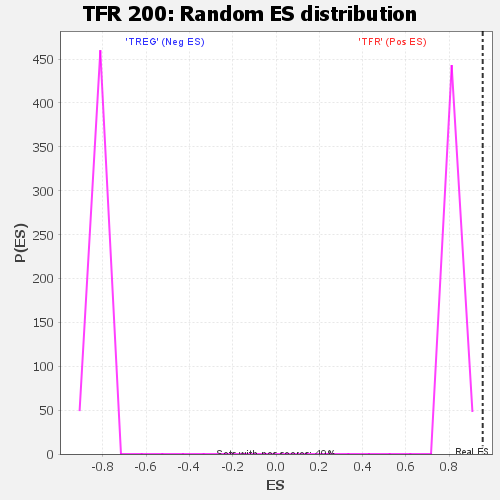 TFR 200: Random ES distribution
'TREG' (Neg ES) 'TFR' (Pos ES)
450
400
350
300
250
200
150
100
50
0
P(ES)
Sets with pos scores: 49%
Real ES
-0.8 -0.6 -0.4 -0.2 0.0 0.2 0.4 0.6 0.8
ES